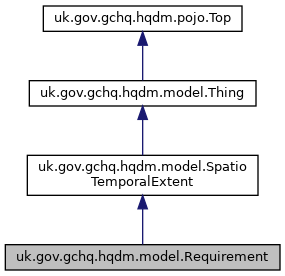 uk.gov.gchq.hqdm.pojo.Top
uk.gov.gchq.hqdm.model.Thing
uk.gov.gchq.hqdm.model.Spatio
TemporalExtent
uk.gov.gchq.hqdm.model.Requirement